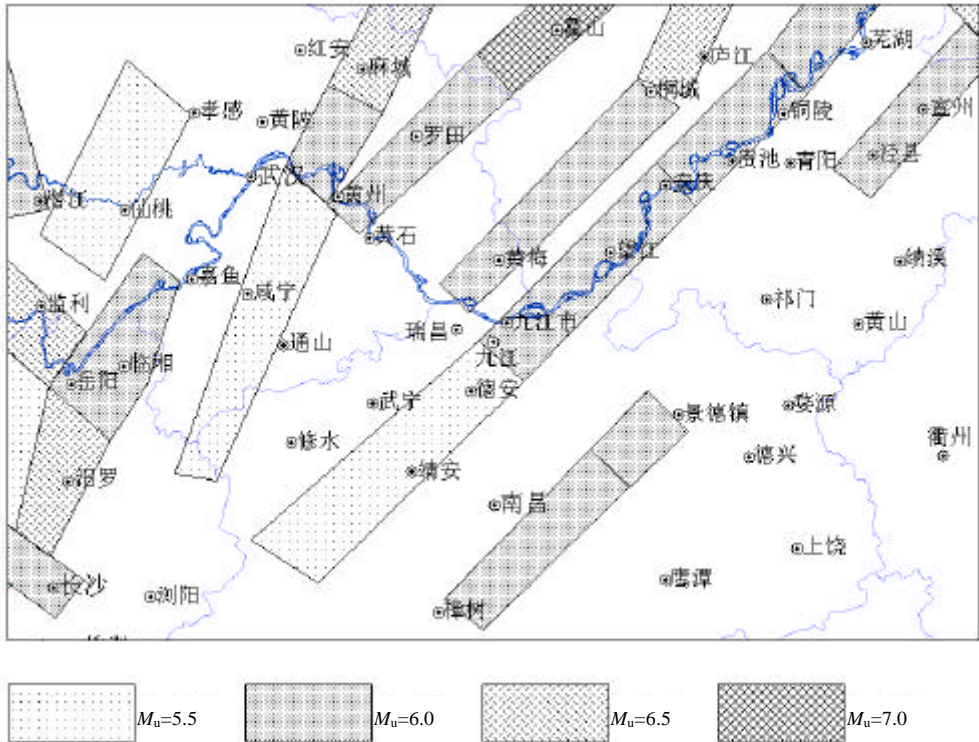 红安
麻城
霍山
庐江
芜湖
孝感
黄陂
罗田
桐城
铜陵
宣州
武汉
贵池
青阳
泾县
潜江
仙桃
黄州
安庆
黄石
黄梅
望江
绩溪
监利
嘉鱼
咸宁
祁门
通山
瑞昌
九江市
黄山
九江
临湘
岳阳
德安
武宁
景德镇
婺源
修水
衢州
汨罗
靖安
德兴
南昌
上饶
长沙
浏阳
鹰潭
樟树
Mu=5.5
Mu=6.0
Mu=6.5
Mu=7.0